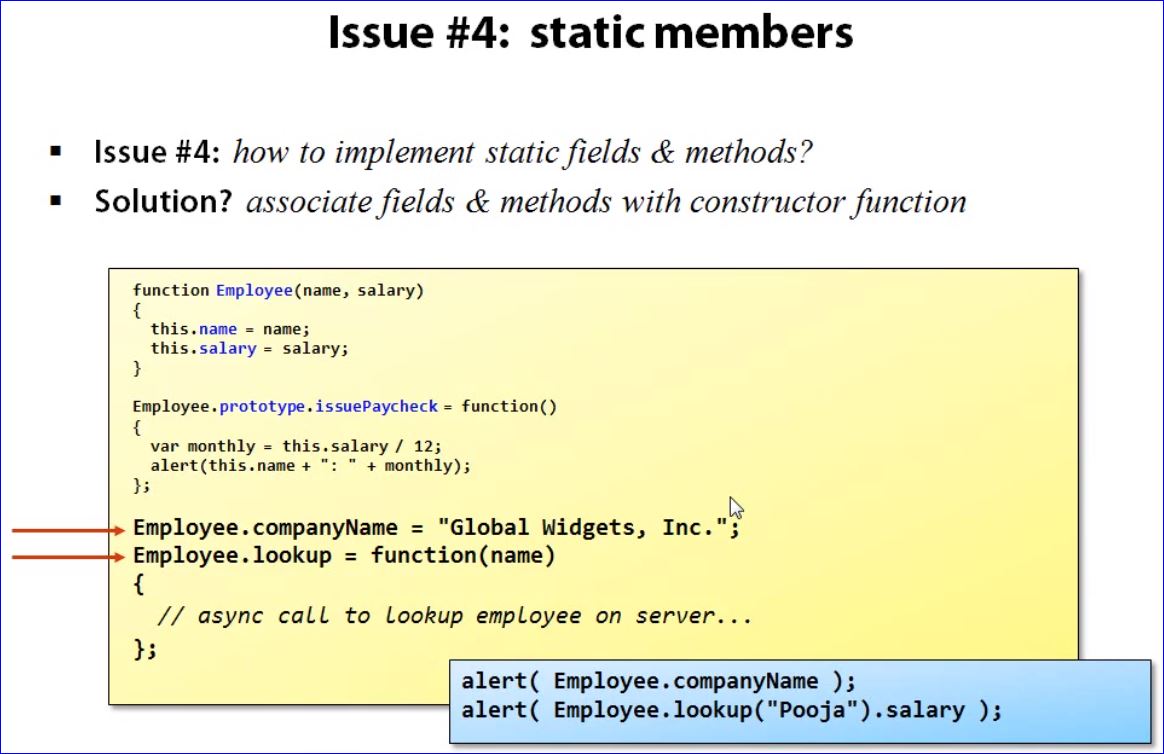 Issue #4: static members
▪ Issue #4: how to implement static fields & methods?
▪ Solution? associate fields & methods with constructor function
function Employee(name, salary)
{
  this.name = name;
  this.salary = salary;
}
Employee.prototype.issuePaycheck = function()
{
  var monthly = this.salary / 12;
  alert(this.name + ": " + monthly);
};
Employee.companyName = "Global Widgets, Inc.";
Employee.lookup = function(name)
{
  // async call to lookup employee on server...
};
alert( Employee.companyName );
alert( Employee.lookup("Pooja").salary );